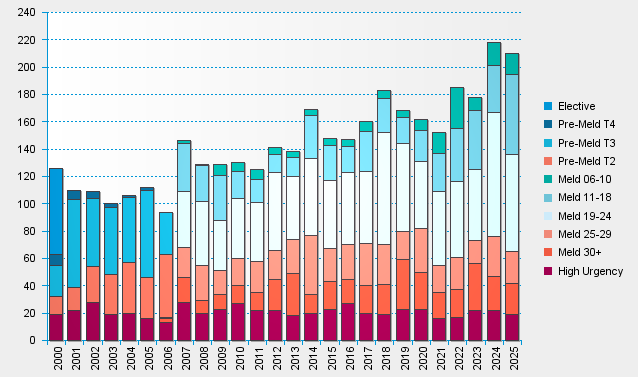 240
220
200
180
160
140
120
100
80
60
40
20
0
2000 2001 2002 2003 2004 2005 2006 2007 2008 2009 2010 2011 2012 2013 2014 2015 2016 2017 2018 2019 2020 2021 2022 2023 2024 2025
Elective
Pre-Meld T4
Pre-Meld T3
Pre-Meld T2
Meld 06-10
Meld 11-18
Meld 19-24
Meld 25-29
Meld 30+
High Urgency